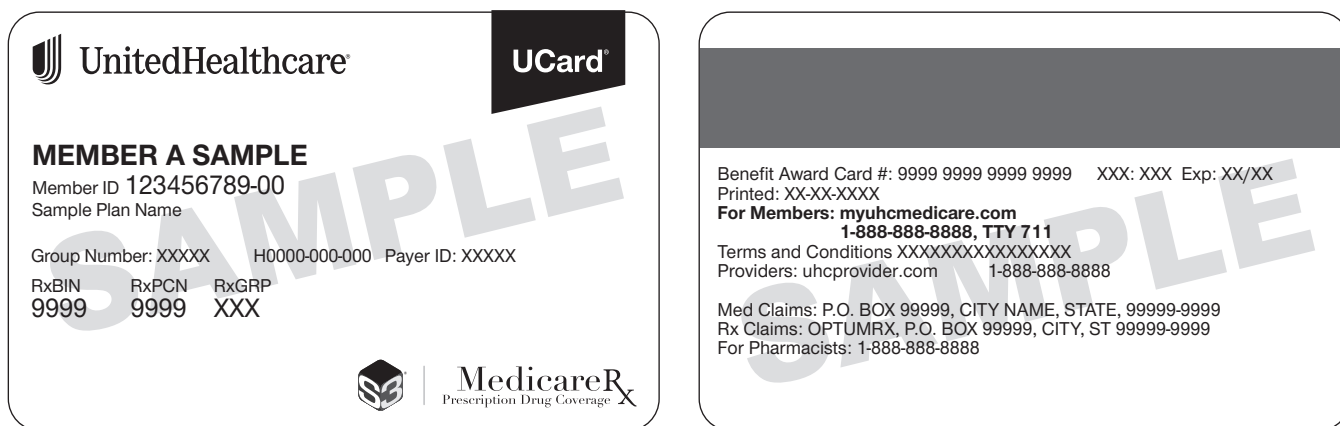 UnitedHealthcare®
UCard®
SAMPLE
MEMBER A SAMPLE
Member ID 123456789-00
Sample Plan Name
Group Number: XXXXX H0000-000-000 Payer ID: XXXXX
RxBIN RxPCN RxGRP
9999 9999 XXX
S3
MedicareRx
Prescription Drug Coverage
SAMPLE
Benefit Award Card #: 9999 9999 9999 9999 XXX: XXX Exp: XX/XX
Printed: XX-XX-XXXX
For Members: myuhcmedicare.com
1-888-888-8888, TTY 711
Terms and Conditions XXXXXXXXXXXXXXXXX
Providers: uhcprovider.com 1-888-888-8888
Med Claims: P.O. BOX 99999, CITY NAME, STATE, 99999-9999
Rx Claims: OPTUMRX, P.O. BOX 99999, CITY, ST 99999-9999
For Pharmacists: 1-888-888-8888